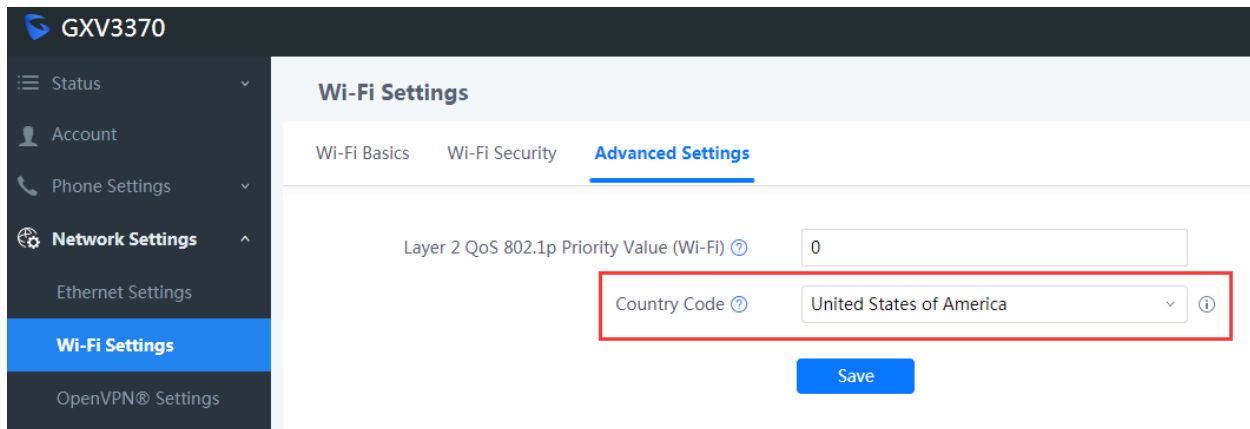 GXV3370
Status
Account
Phone Settings
Network Settings
Ethernet Settings
Wi-Fi Settings
OpenVPN® Settings
Wi-Fi Settings
Wi-Fi Basics Wi-Fi Security Advanced Settings
Layer 2 QoS 802.1p Priority Value (Wi-Fi) 0
Country Code United States of America
Save